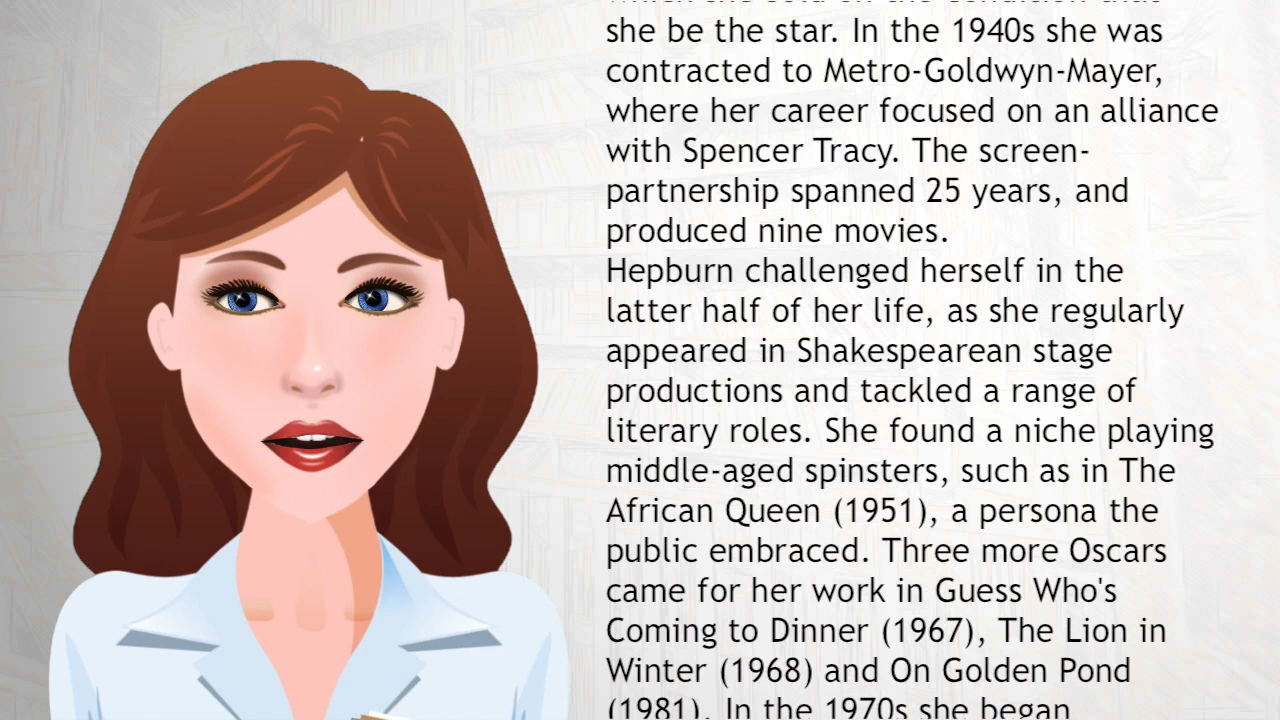 she be the star. In the 1940s she was
contracted to Metro-Goldwyn-Mayer,
where her career focused on an alliance
with Spencer Tracy. The screen-
partnership spanned 25 years, and
produced nine movies.
Hepburn challenged herself in the
latter half of her life, as she regularly
appeared in Shakespearean stage
productions and tackled a range of
literary roles. She found a niche playing
middle-aged spinsters, such as in The
African Queen (1951), a persona the
public embraced. Three more Oscars
came for her work in Guess Who's
Coming to Dinner (1967), The Lion in
Winter (1968) and On Golden Pond
(1981). In the 1970s she began